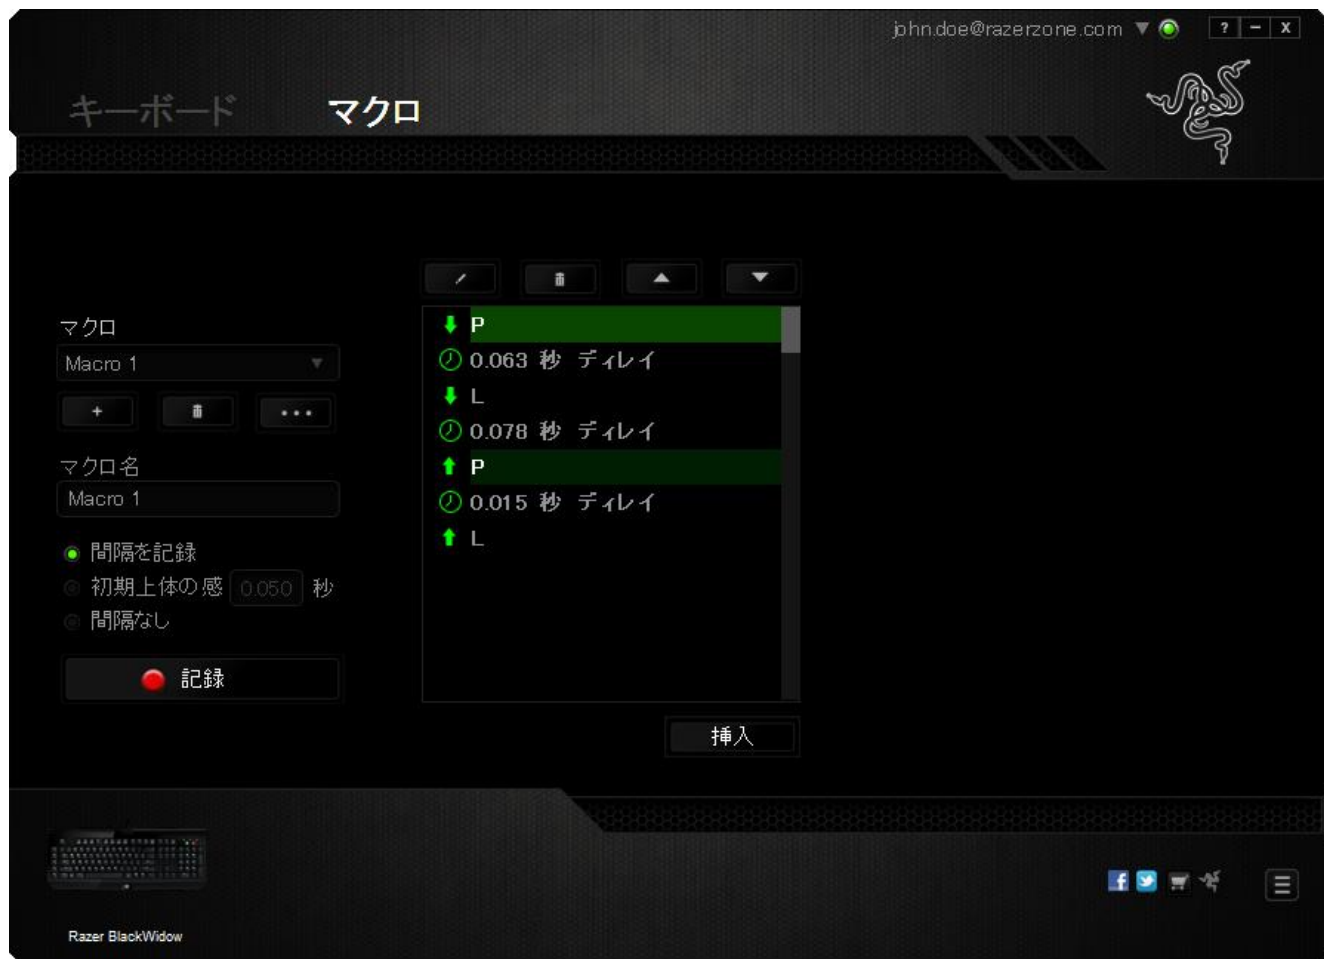 john.doe@razerzone.com ? – X
キーボード マクロ
マクロ
Macro 1
マクロ名
Macro 1
間隔を記録
初期上体の感 0.050 秒
間隔なし
記録
P
0.063 秒 ディレイ
L
0.078 秒 ディレイ
P
0.015 秒 ディレイ
L
挿入
Razer BlackWidow